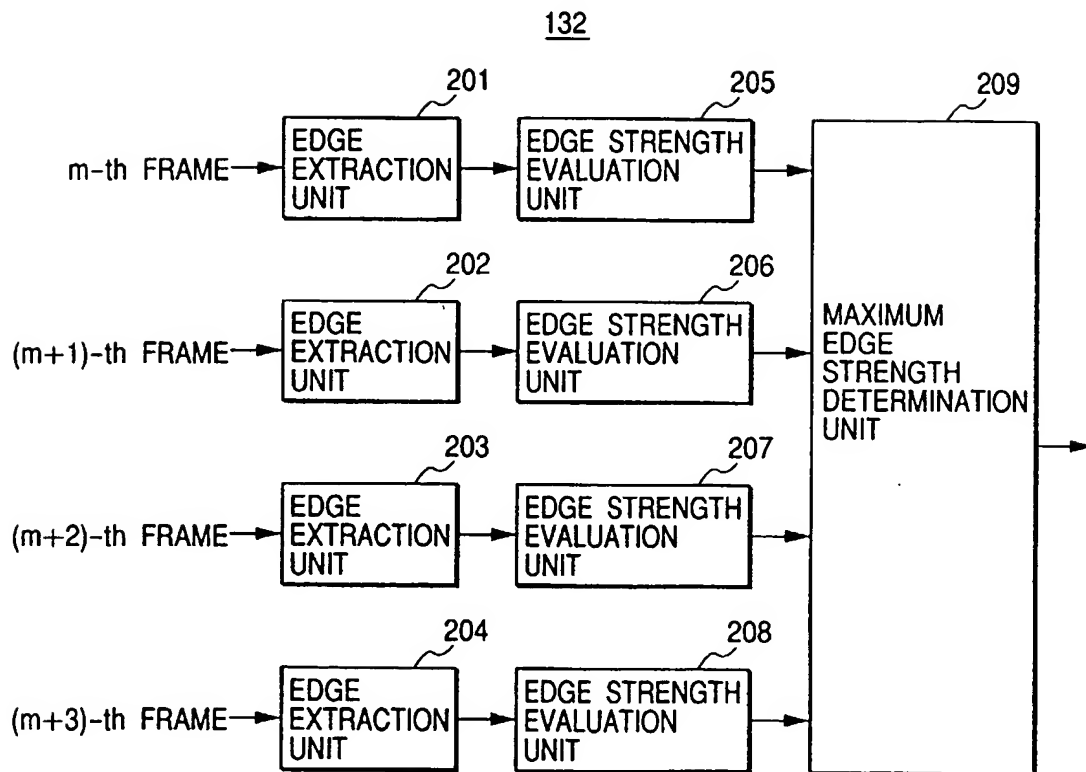 132
201
205
209
m-th FRAME
EDGE
EXTRACTION
UNIT
EDGE STRENGTH
EVALUATION
UNIT
202
206
(m+1)-th FRAME
EDGE
EXTRACTION
UNIT
EDGE STRENGTH
EVALUATION
UNIT
MAXIMUM
EDGE
STRENGTH
DETERMINATION
UNIT
203
207
(m+2)-th FRAME
EDGE
EXTRACTION
UNIT
EDGE STRENGTH
EVALUATION
UNIT
204
208
(m+3)-th FRAME
EDGE
EXTRACTION
UNIT
EDGE STRENGTH
EVALUATION
UNIT